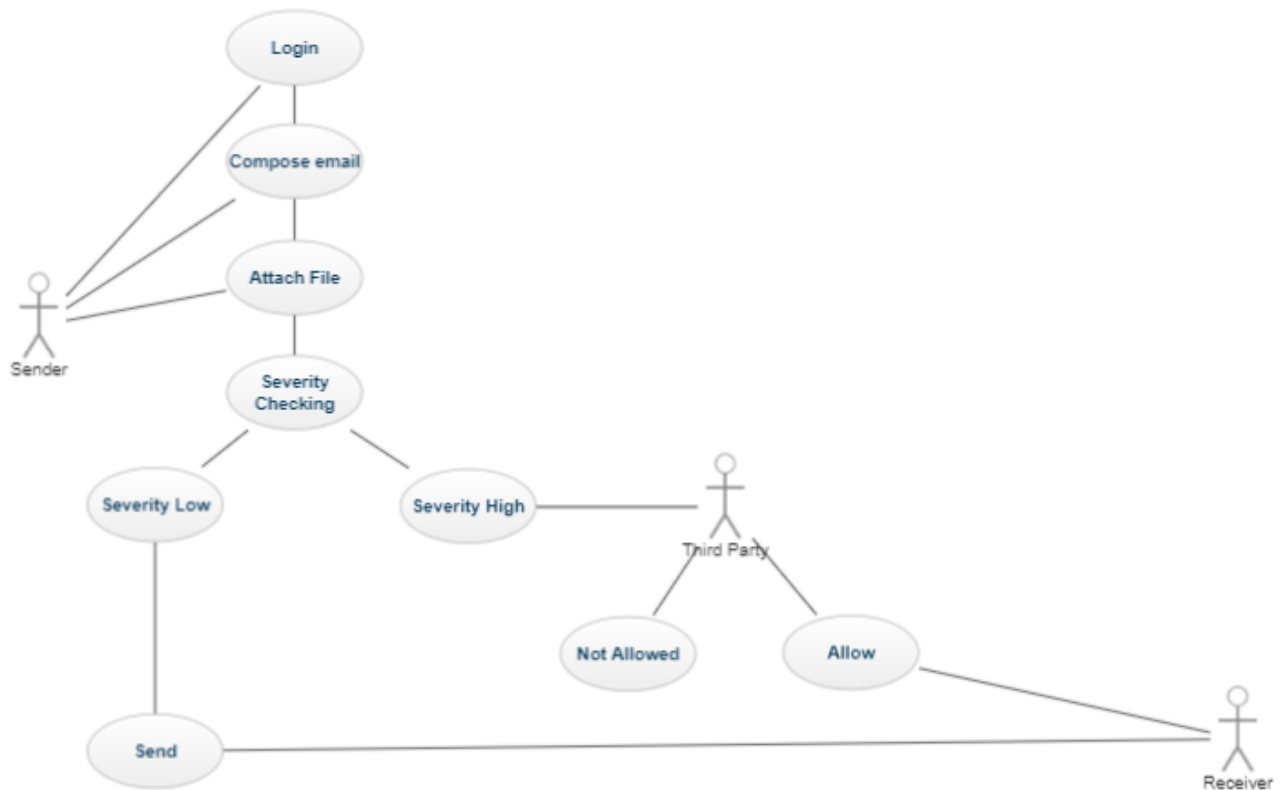 Login
Compose email
Attach File
Sender
Severity
Checking
Severity Low
Severity High
Third Party
Not Allowed
Allow
Send
Receiver